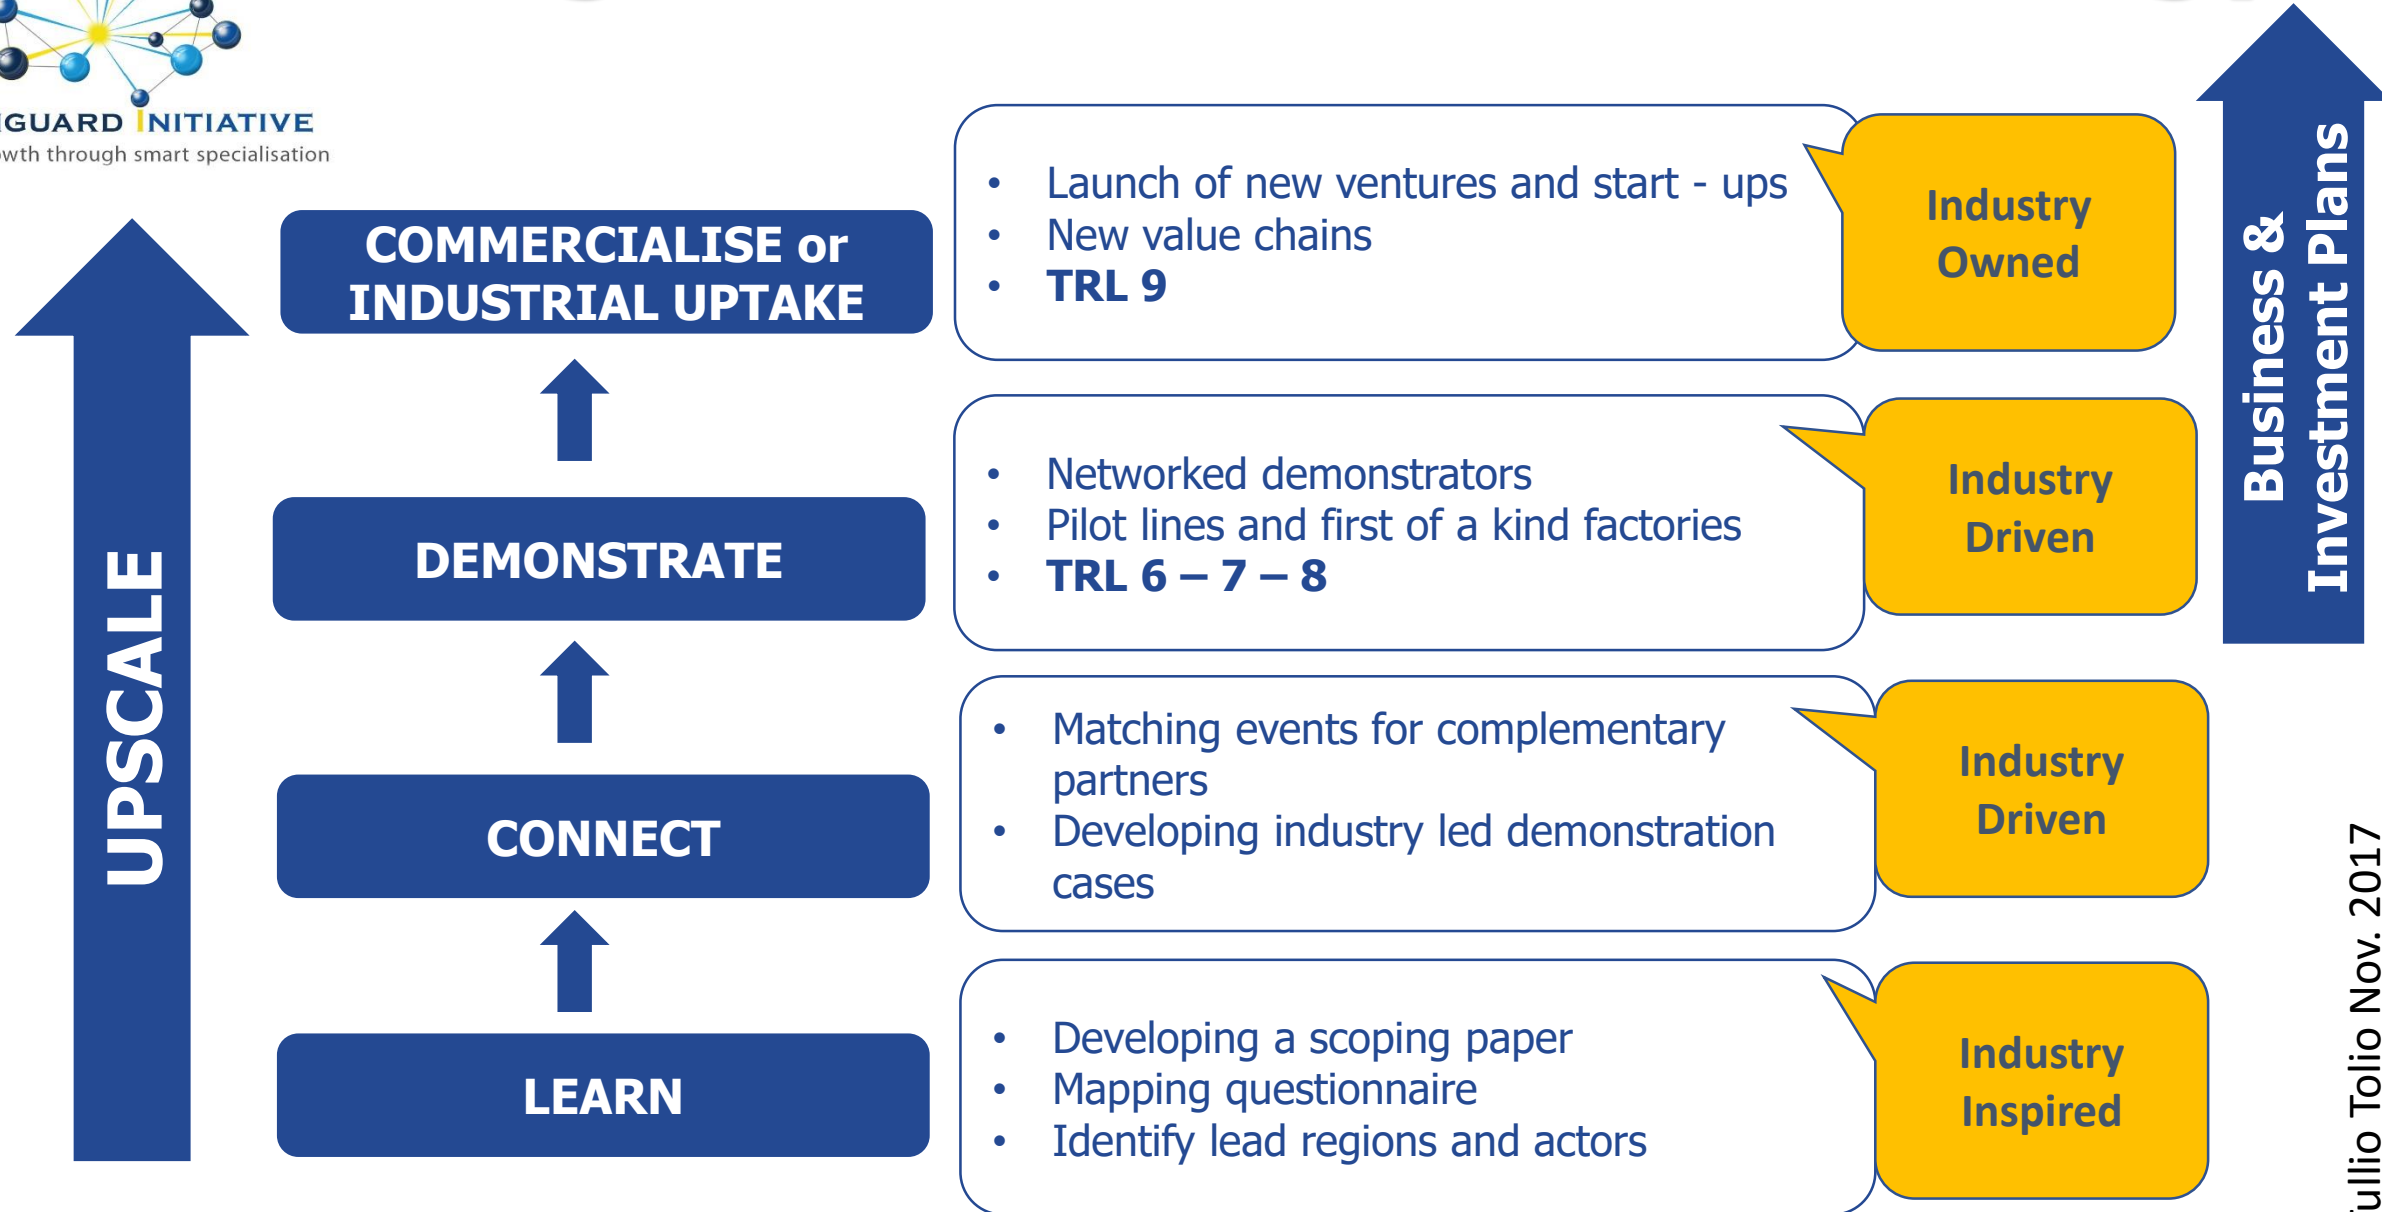 INITIATIVE
through smart specialisation
Business &
Investment Plans
UPSCALE
COMMERCIALISE or
INDUSTRIAL UPTAKE
• Launch of new ventures and start - ups
• New value chains
• TRL 9
Industry
Owned
DEMONSTRATE
• Networked demonstrators
• Pilot lines and first of a kind factories
• TRL 6 – 7 – 8
Industry
Driven
CONNECT
• Matching events for complementary
partners
• Developing industry led demonstration
cases
Industry
Driven
LEARN
• Developing a scoping paper
• Mapping questionnaire
• Identify lead regions and actors
Industry
Inspired
Tolio Nov. 2017